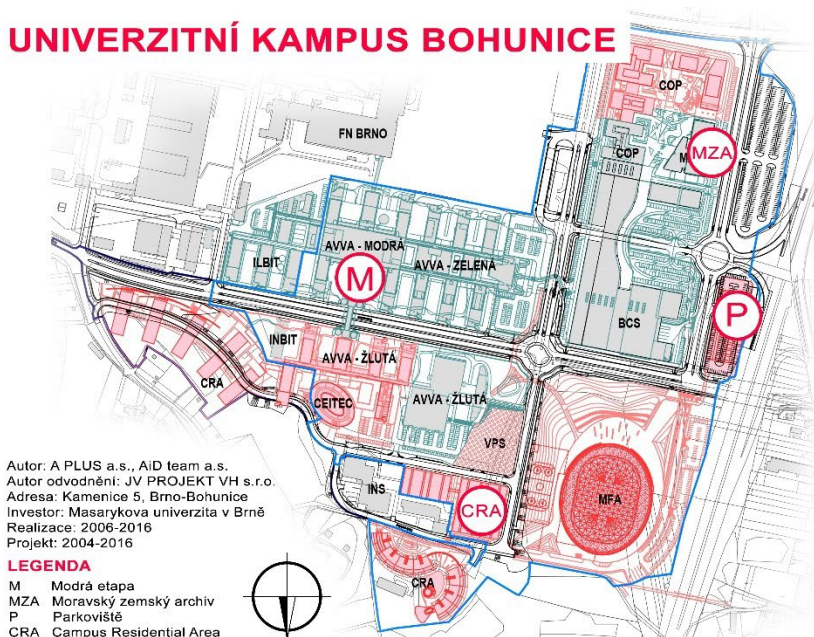 UNIVERZITNÍ KAMPUS BOHUNICE
COP
FN BRNO
COP
MZA
AVVA - MODRÁ
ILBIT
AVVA - ZELENÁ
M
P
BCS
INBIT
AVVA - ŽLUTÁ
CRA
CEITEC
AVVA - ŽLUTÁ
VPS
MFA
INS
CRA
CRA
Autor: A PLUS a.s., AiD team a.s.
Autor odvodnění: JV PROJEKT VH s.r.o.
Adresa: Kamenice 5, Brno-Bohunice
Investor: Masarykova univerzita v Brně
Realizace: 2006-2016
Projekt: 2004-2016
LEGENDA
M Modrá etapa
MZA Moravský zemský archiv
P Parkoviště
CRA Campus Residential Area